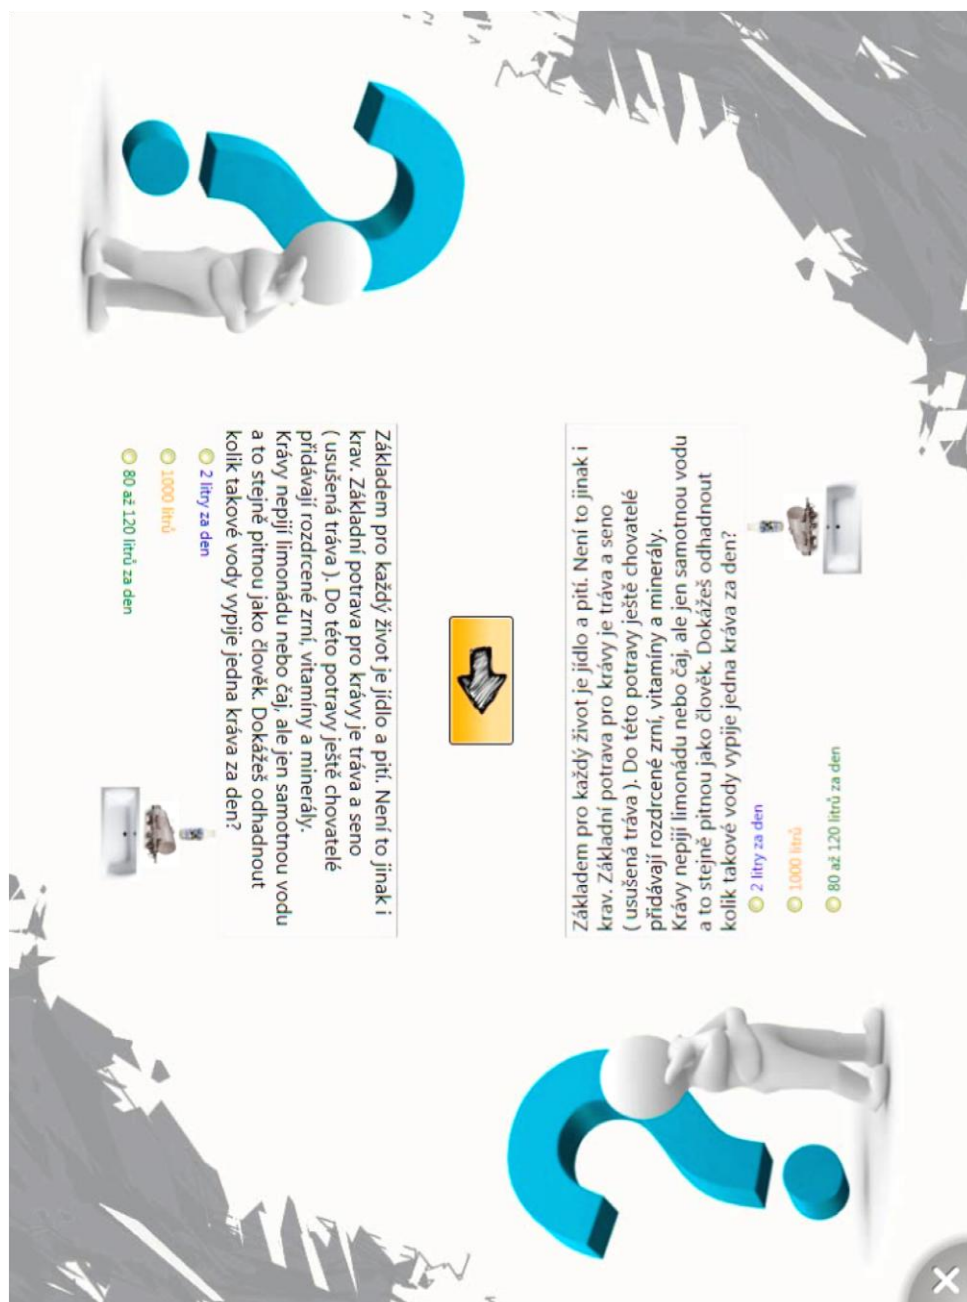 Základem pro každý život je jídlo a pití. Není to jinak i
krav. Základní potrava pro krávy je tráva a seno
( usušená tráva ). Do této potravy ještě chovatelé
přidávají rozdrcené zrní, vitamíny a minerály.
Krávy nepijí limonádu nebo čaj, ale jen samotnou vodu
a to stejně pitnou jako člověk. Dokážeš odhadnout
kolik takové vody vypije jedna kráva za den?
2 litry za den
1000 litrů
80 až 120 litrů za den
Základem pro každý život je jídlo a pití. Není to jinak i
krav. Základní potrava pro krávy je tráva a seno
( usušená tráva ). Do této potravy ještě chovatelé
přidávají rozdrcené zrní, vitamíny a minerály.
Krávy nepijí limonádu nebo čaj, ale jen samotnou vodu
a to stejně pitnou jako člověk. Dokážeš odhadnout
kolik takové vody vypije jedna kráva za den?
2 litry za den
1000 litrů
80 až 120 litrů za den